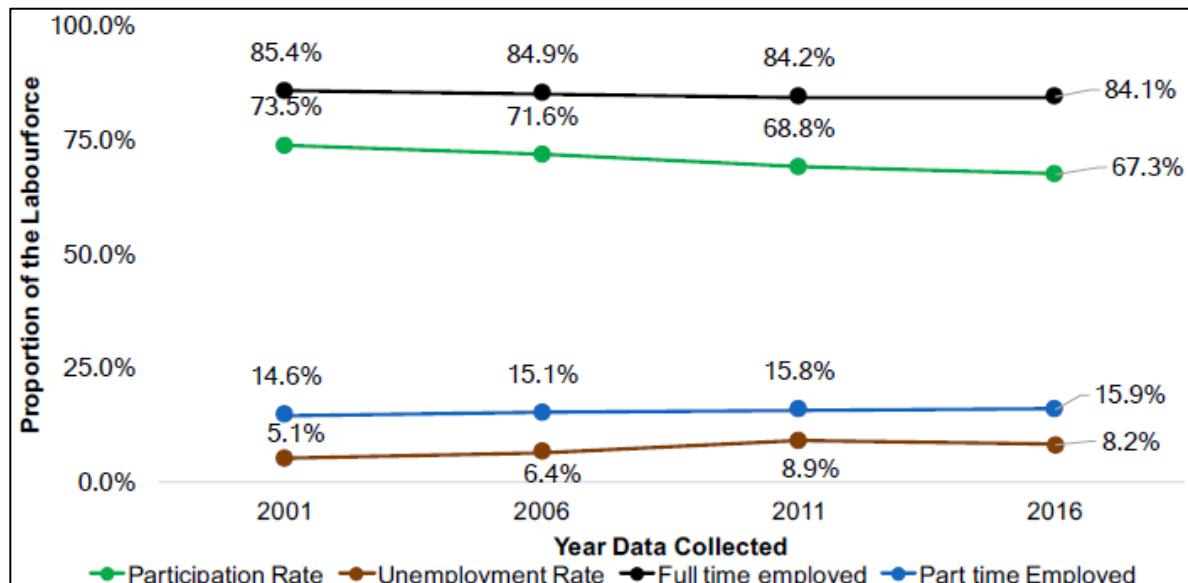 100.0%
85.4% 84.9% 84.2%
84.1%
73.5% 71.6% 68.8%
75.0%
67.3%
50.0%
25.0%
14.6% 15.1% 15.8%
15.9%
5.1%
8.2%
6.4% 8.9%
0.0%
2001 2006 2011 2016
Proportion of the Labourforce
Year Data Collected
Participation Rate Unemployment Rate Full time employed Part time Employed